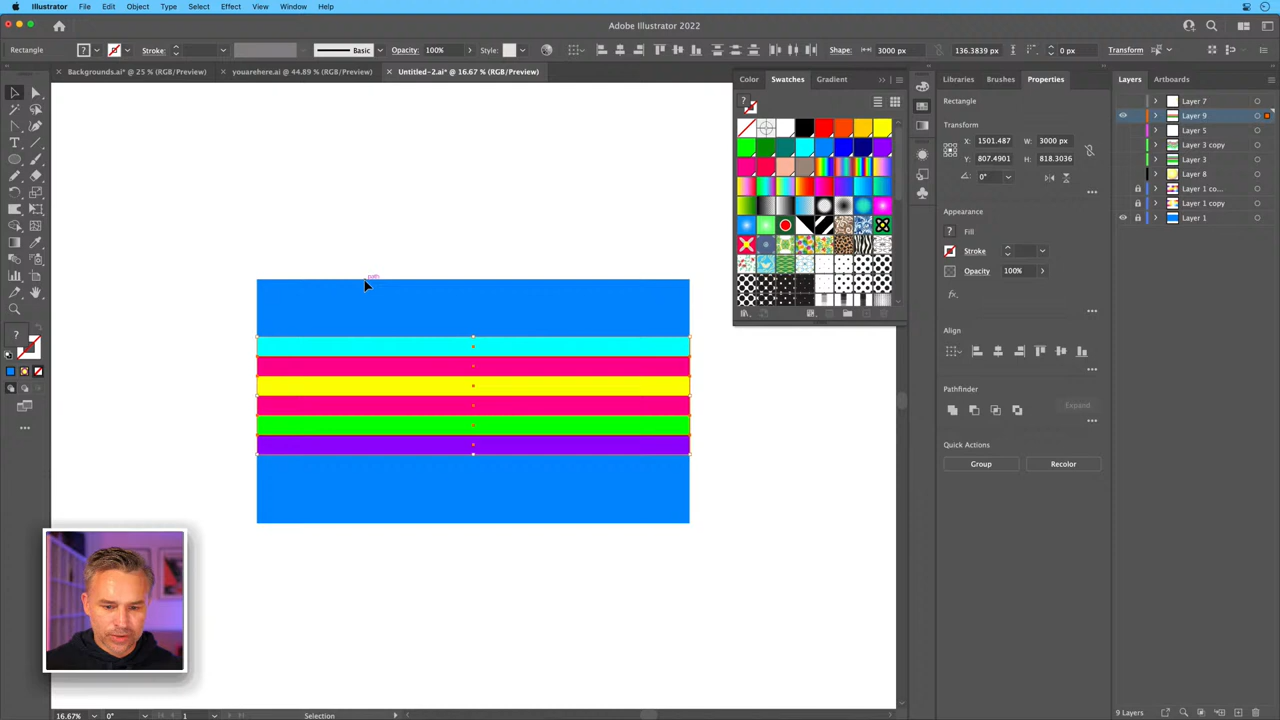 Illustrator File Edit Object Type Select Effect View Window Help
Adobe Illustrator 2022
Rectangle ? Stroke: Basic Opacity: 100% Style: Shape: 3000 px 136.3839 px 0 px Transform
Backgrounds.ai* @ 25 % (RGB/Preview) youarehere.ai @ 44.89 % (RGB/Preview) Untitled-2.ai* @ 16.67 % (RGB/Preview)
Color Swatches Gradient
Libraries Brushes Properties
Layers Artboards
Rectangle
Transform
X: 1501.487 W: 3000 px
Y: 807.4901 H: 818.3036
0°
Appearance
Fill
Stroke
Opacity 100%
fx.
Align
Pathfinder
Expand
Quick Actions
Group Recolor
Layer 7
Layer 9
Layer 5
Layer 3 copy
Layer 3
Layer 8
Layer 1 co...
Layer 1 copy
Layer 1
path
16.67% 0° 1 Selection
9 Layers